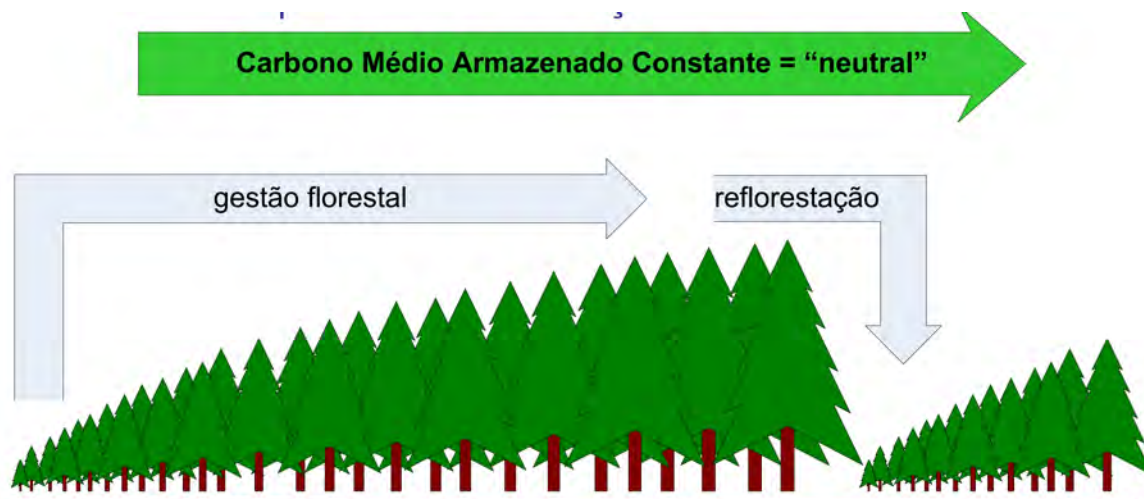 Carbono Médio Armazenado Constante = “neutral”
gestão florestal
reflorestação